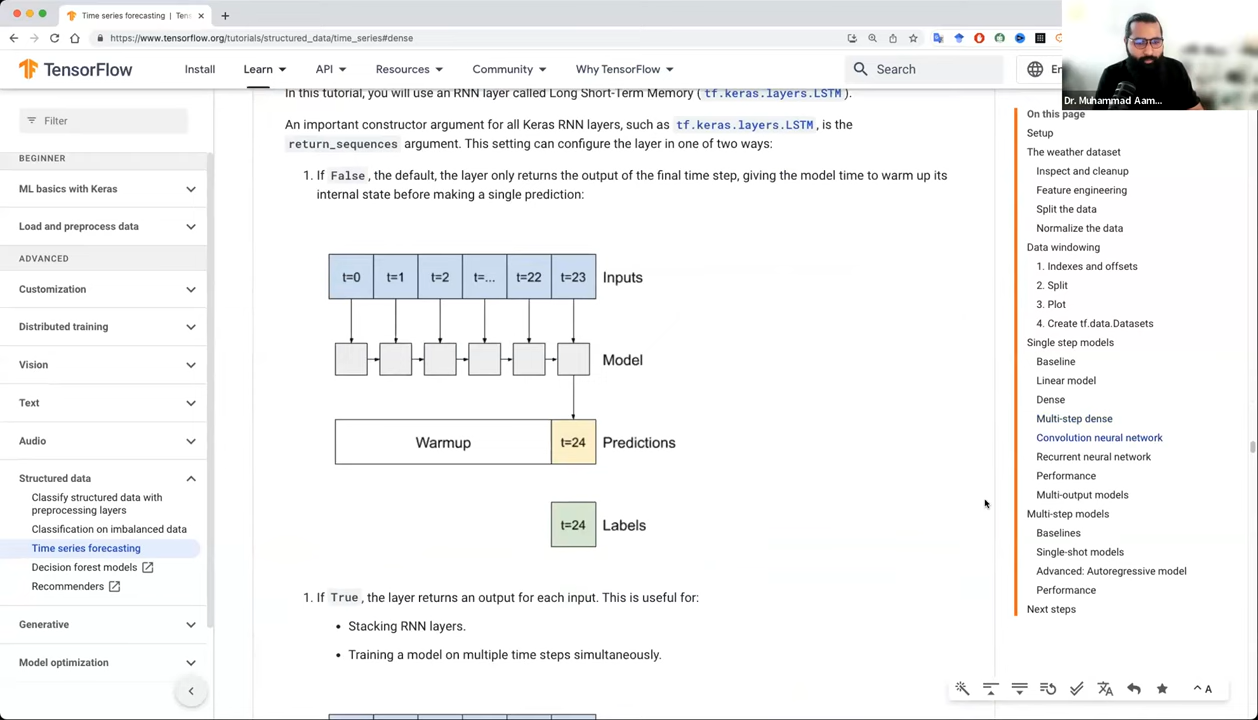 Time series forecasting | Tens
https://www.tensorflow.org/tutorials/structured_data/time_series#dense
TensorFlow
Install
Learn
API
Resources
Community
Why TensorFlow
Search
Dr. Muhammad Aam...
Filter
BEGINNER
ML basics with Keras
Load and preprocess data
ADVANCED
Customization
Distributed training
Vision
Text
Audio
Structured data
Classify structured data with
preprocessing layers
Classification on imbalanced data
Time series forecasting
Decision forest models
Recommenders
Generative
Model optimization
In this tutorial, you will use an RNN layer called Long Short-Term Memory ( tf.keras.layers.LSTM ).
An important constructor argument for all Keras RNN layers, such as tf.keras.layers.LSTM , is the
return_sequences argument. This setting can configure the layer in one of two ways:
1. If False , the default, the layer only returns the output of the final time step, giving the model time to warm up its
internal state before making a single prediction:
t=0 t=1 t=2 t=... t=22 t=23 Inputs
Model
Warmup t=24 Predictions
t=24 Labels
1. If True , the layer returns an output for each input. This is useful for:
• Stacking RNN layers.
• Training a model on multiple time steps simultaneously.
On this page
Setup
The weather dataset
Inspect and cleanup
Feature engineering
Split the data
Normalize the data
Data windowing
1. Indexes and offsets
2. Split
3. Plot
4. Create tf.data.Datasets
Single step models
Baseline
Linear model
Dense
Multi-step dense
Convolution neural network
Recurrent neural network
Performance
Multi-output models
Multi-step models
Baselines
Single-shot models
Advanced: Autoregressive model
Performance
Next steps
A